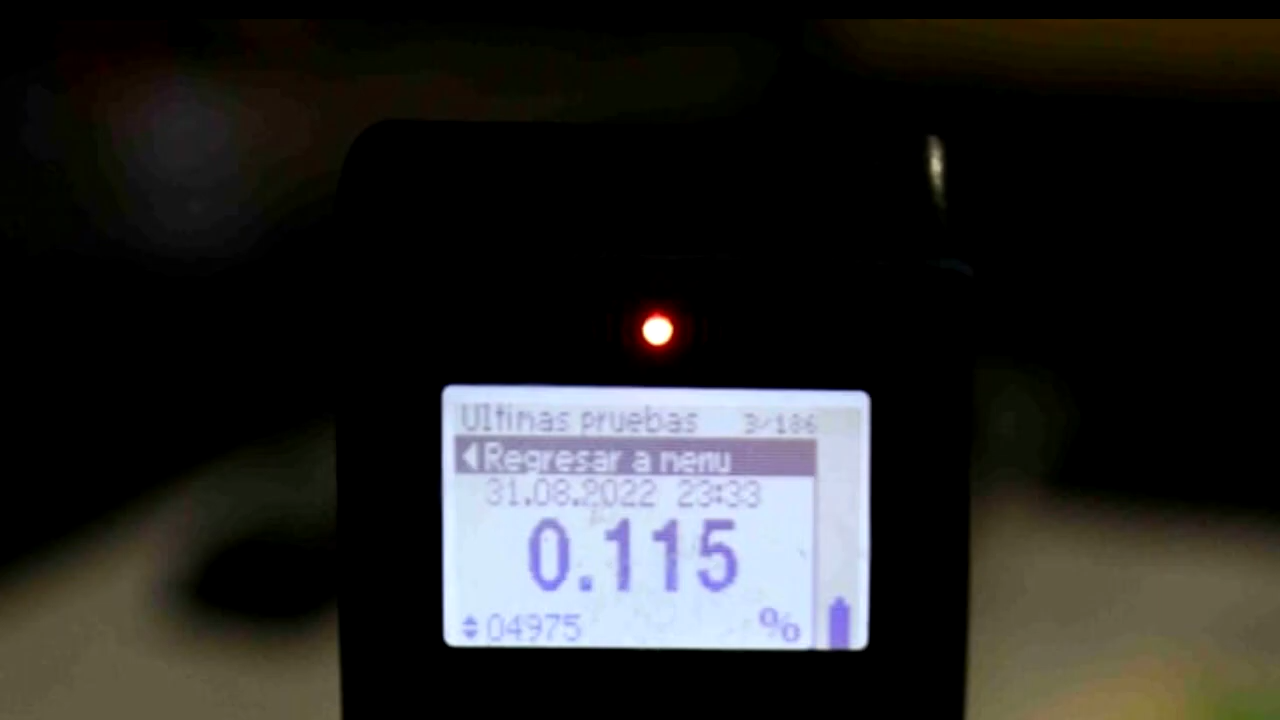 Ultimas pruebas 3/186
Regresar a menu
31.08.2022 23:33
0.115
04975 %